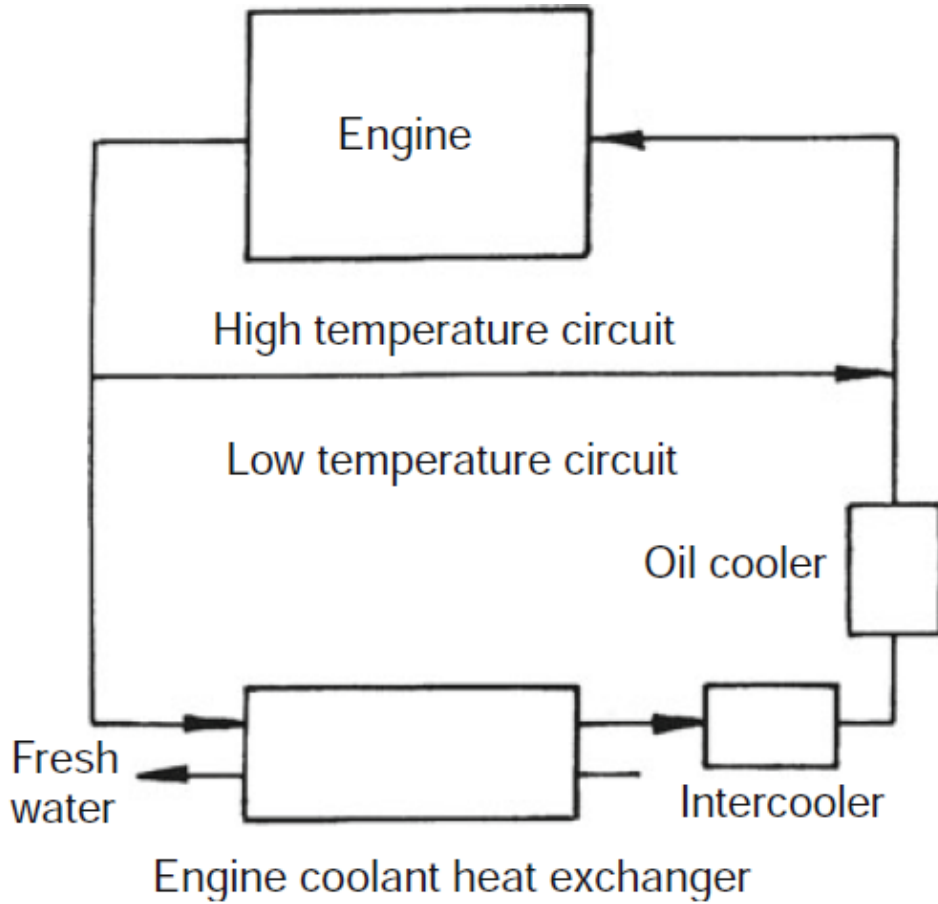 Engine
High temperature circuit
Low temperature circuit
Oil cooler
Fresh
water
Intercooler
Engine coolant heat exchanger